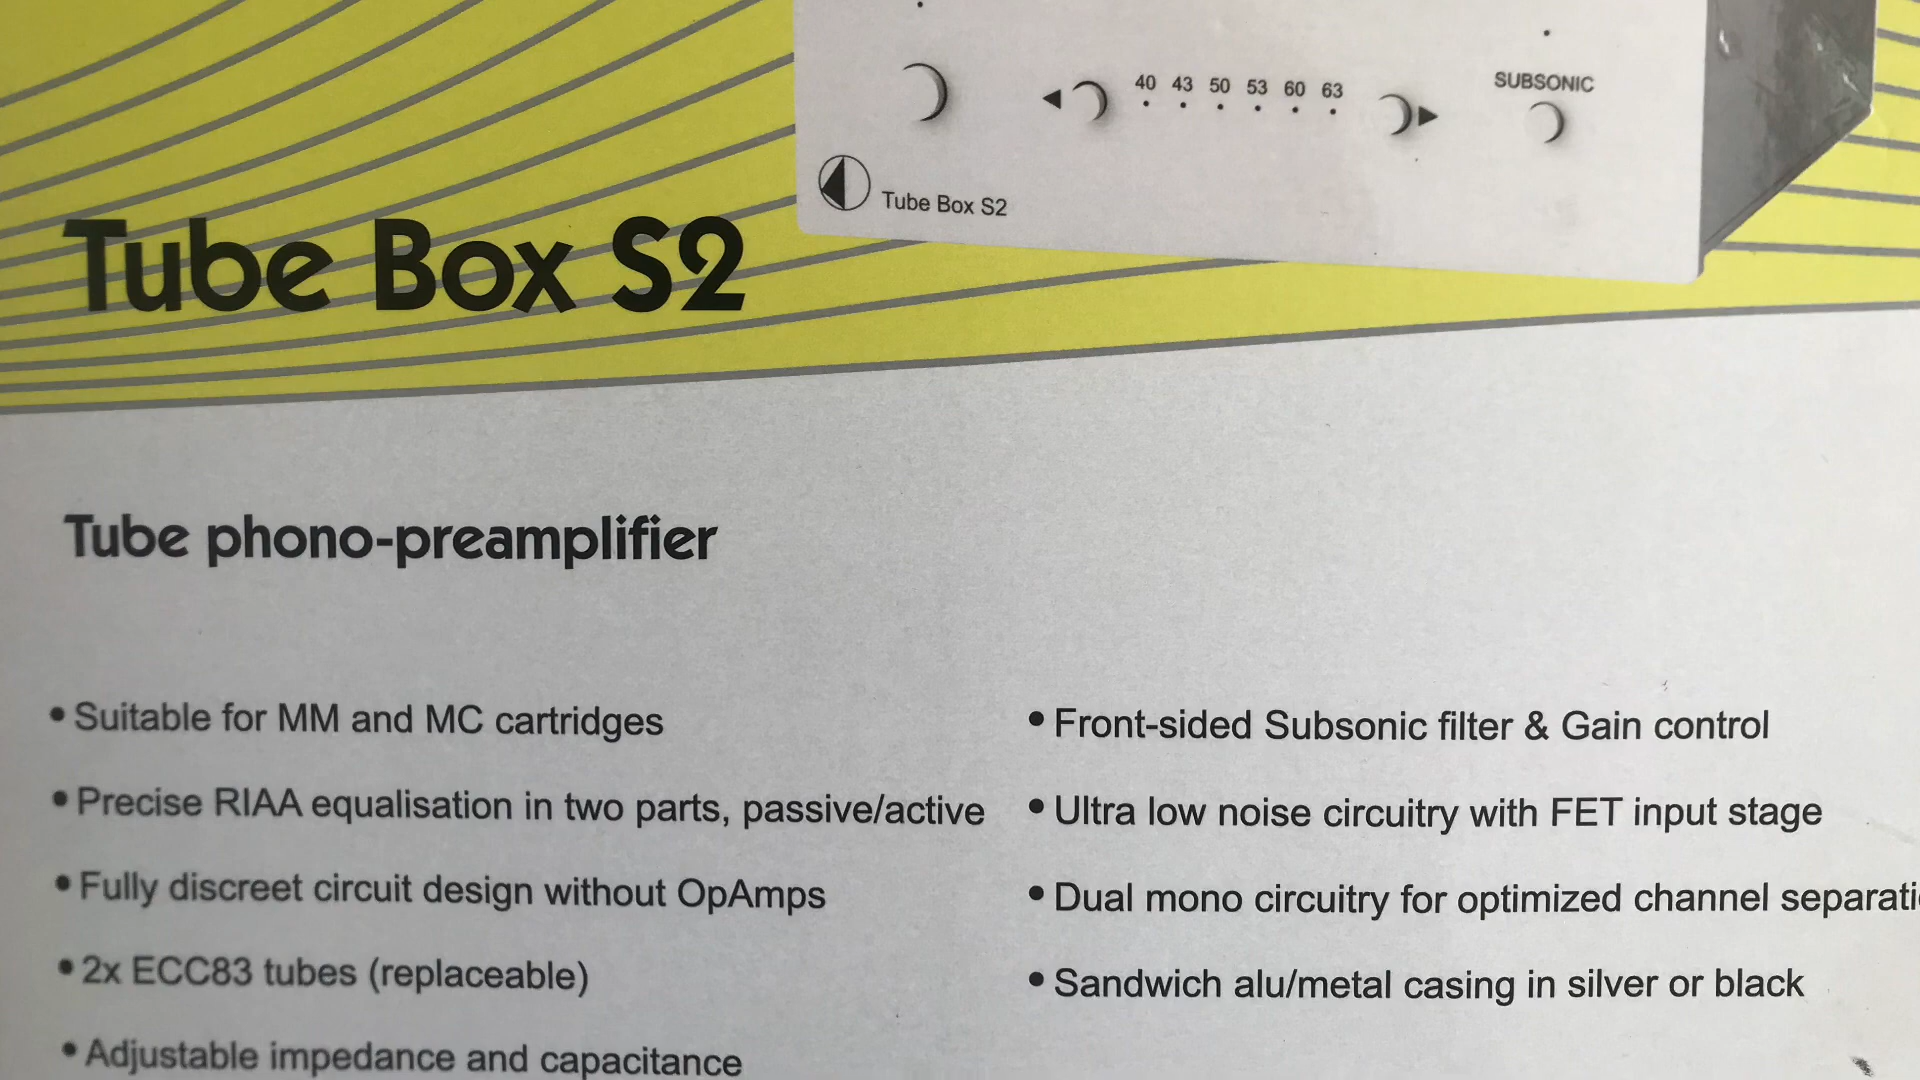 40 43 50 53 60 63
SUBSONIC
Tube Box S2
Tube Box S2
Tube phono-preamplifier
• Suitable for MM and MC cartridges
• Precise RIAA equalisation in two parts, passive/active
• Fully discreet circuit design without OpAmps
• 2x ECC83 tubes (replaceable)
• Adjustable impedance and capacitance
• Front-sided Subsonic filter & Gain control
• Ultra low noise circuitry with FET input stage
• Dual mono circuitry for optimized channel separati
• Sandwich alu/metal casing in silver or black